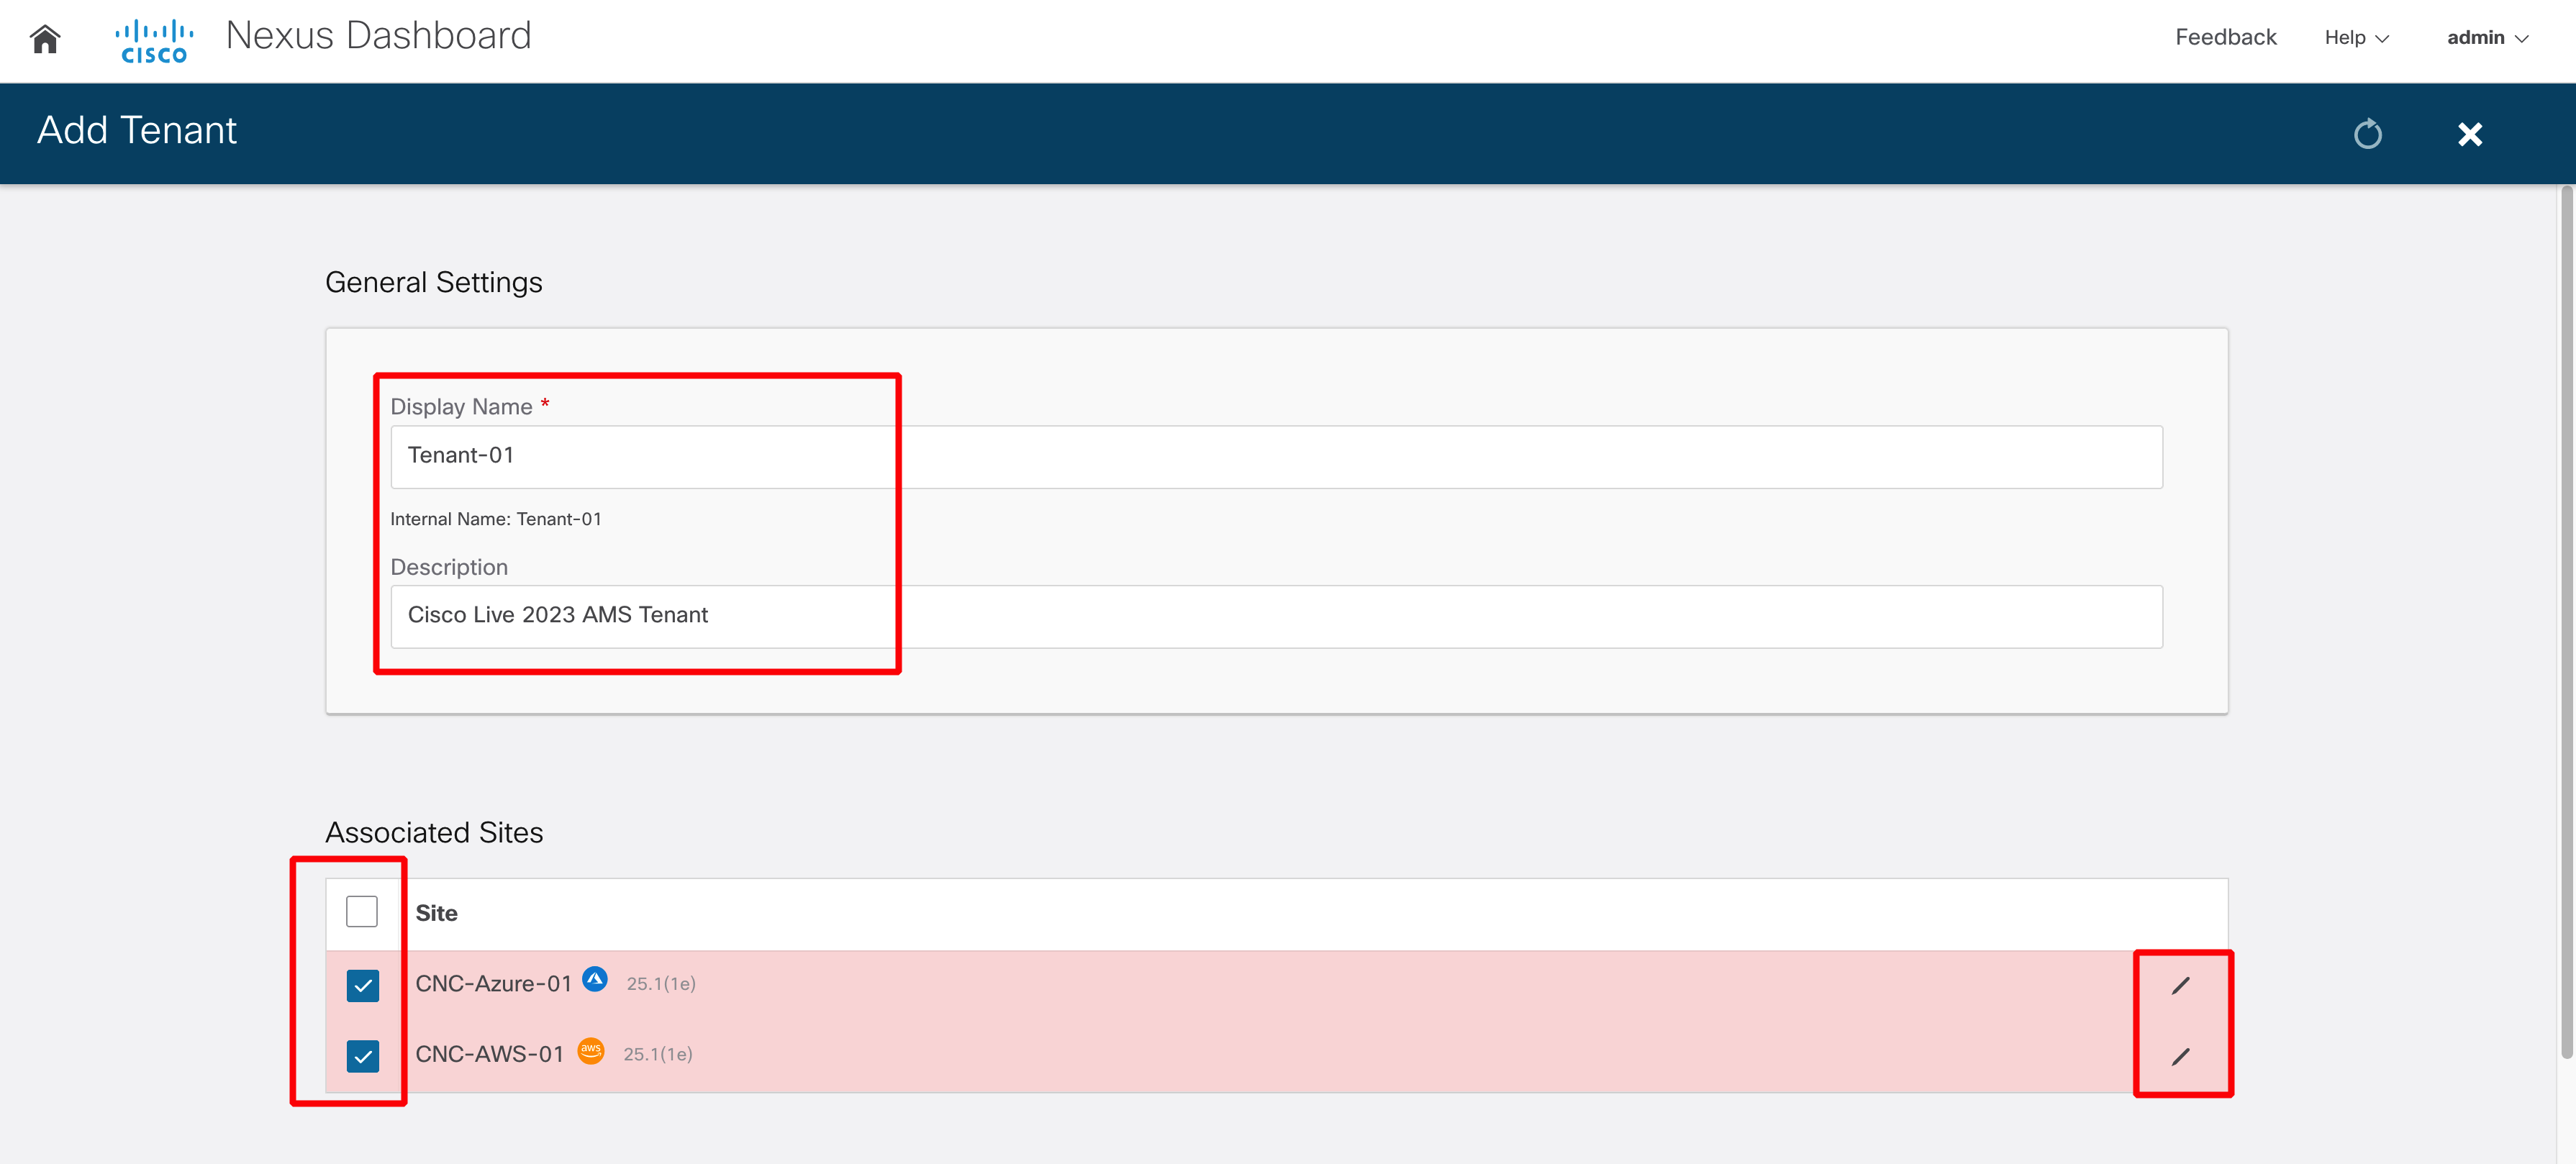 CISCO
Nexus Dashboard
Feedback
Help
admin
Add Tenant
General Settings
Display Name *
Tenant-01
Internal Name: Tenant-01
Description
Cisco Live 2023 AMS Tenant
Associated Sites
Site
CNC-Azure-01 25.1(1e)
CNC-AWS-01 aws 25.1(1e)